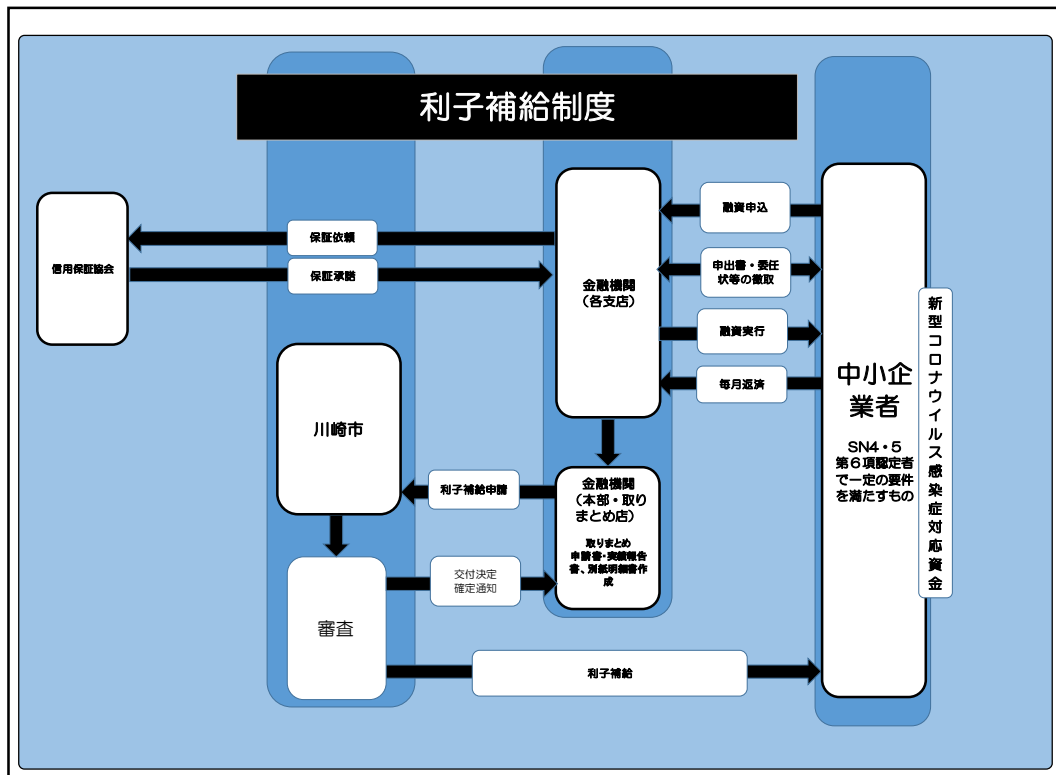 利子補給制度
信用保証協会
保証依頼
保証承諾
金融機関
（各支店）
融資申込
申出書・委任
状等の徴取
融資実行
毎月返済
中小企
業者
SN4・5
第６項認定者
で一定の要件
を満たすもの
新型コロナウイルス感染症対応資金
川崎市
利子補給申請
金融機関
（本部・取り
まとめ店）
取りまとめ
申請書・実績報告
書、別紙明細書作
成
交付決定
確定通知
審査
利子補給